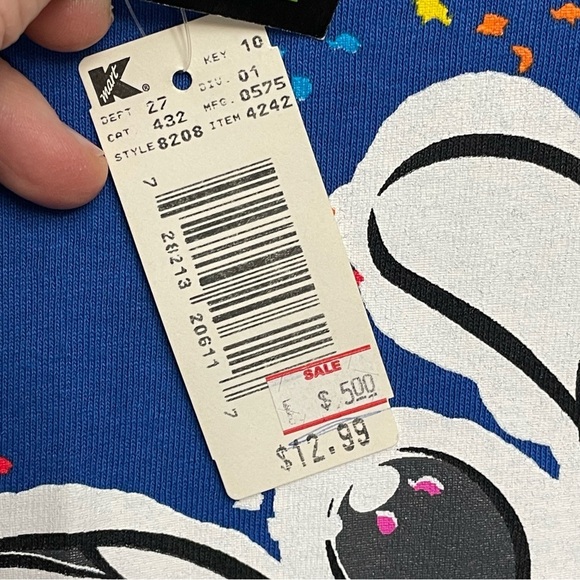 K mart ®
KEY 10
DEPT 27 DIV. 01
CAT 432 MFG. 0575
STYLE 8208 ITEM 4242
7 28213 20611 7
SALE
$ .500
$12.99